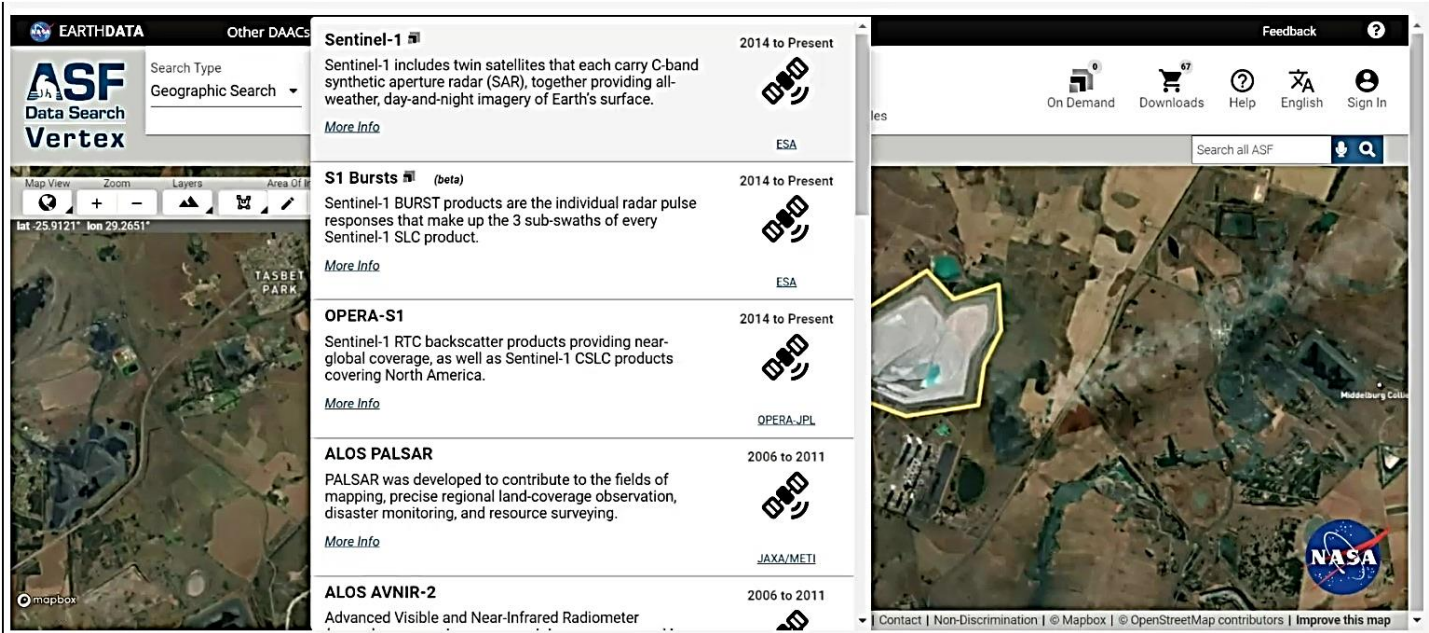 EARTHDATA
Other DAACs
Feedback
?
ASF
Data Search
Vertex
Search Type
Geographic Search
0
On Demand
67
Downloads
Help
English
Sign In
les
Search all ASF
Map View
Zoom
Layers
Area Of In
lat -25.9121° lon 29.2651°
Sentinel-1
2014 to Present
Sentinel-1 includes twin satellites that each carry C-band
synthetic aperture radar (SAR), together providing all-
weather, day-and-night imagery of Earth's surface.
More Info
ESA
S1 Bursts (beta)
2014 to Present
Sentinel-1 BURST products are the individual radar pulse
responses that make up the 3 sub-swaths of every
Sentinel-1 SLC product.
More Info
ESA
OPERA-S1
2014 to Present
Sentinel-1 RTC backscatter products providing near-
global coverage, as well as Sentinel-1 CSLC products
covering North America.
More Info
OPERA-JPL
ALOS PALSAR
2006 to 2011
PALSAR was developed to contribute to the fields of
mapping, precise regional land-coverage observation,
disaster monitoring, and resource surveying.
More Info
JAXA/METI
ALOS AVNIR-2
2006 to 2011
Advanced Visible and Near-Infrared Radiometer
TASBET
PARK
Middelburg Collie
NASA
mapbox
| Contact | Non-Discrimination | © Mapbox | © OpenStreetMap contributors | Improve this map